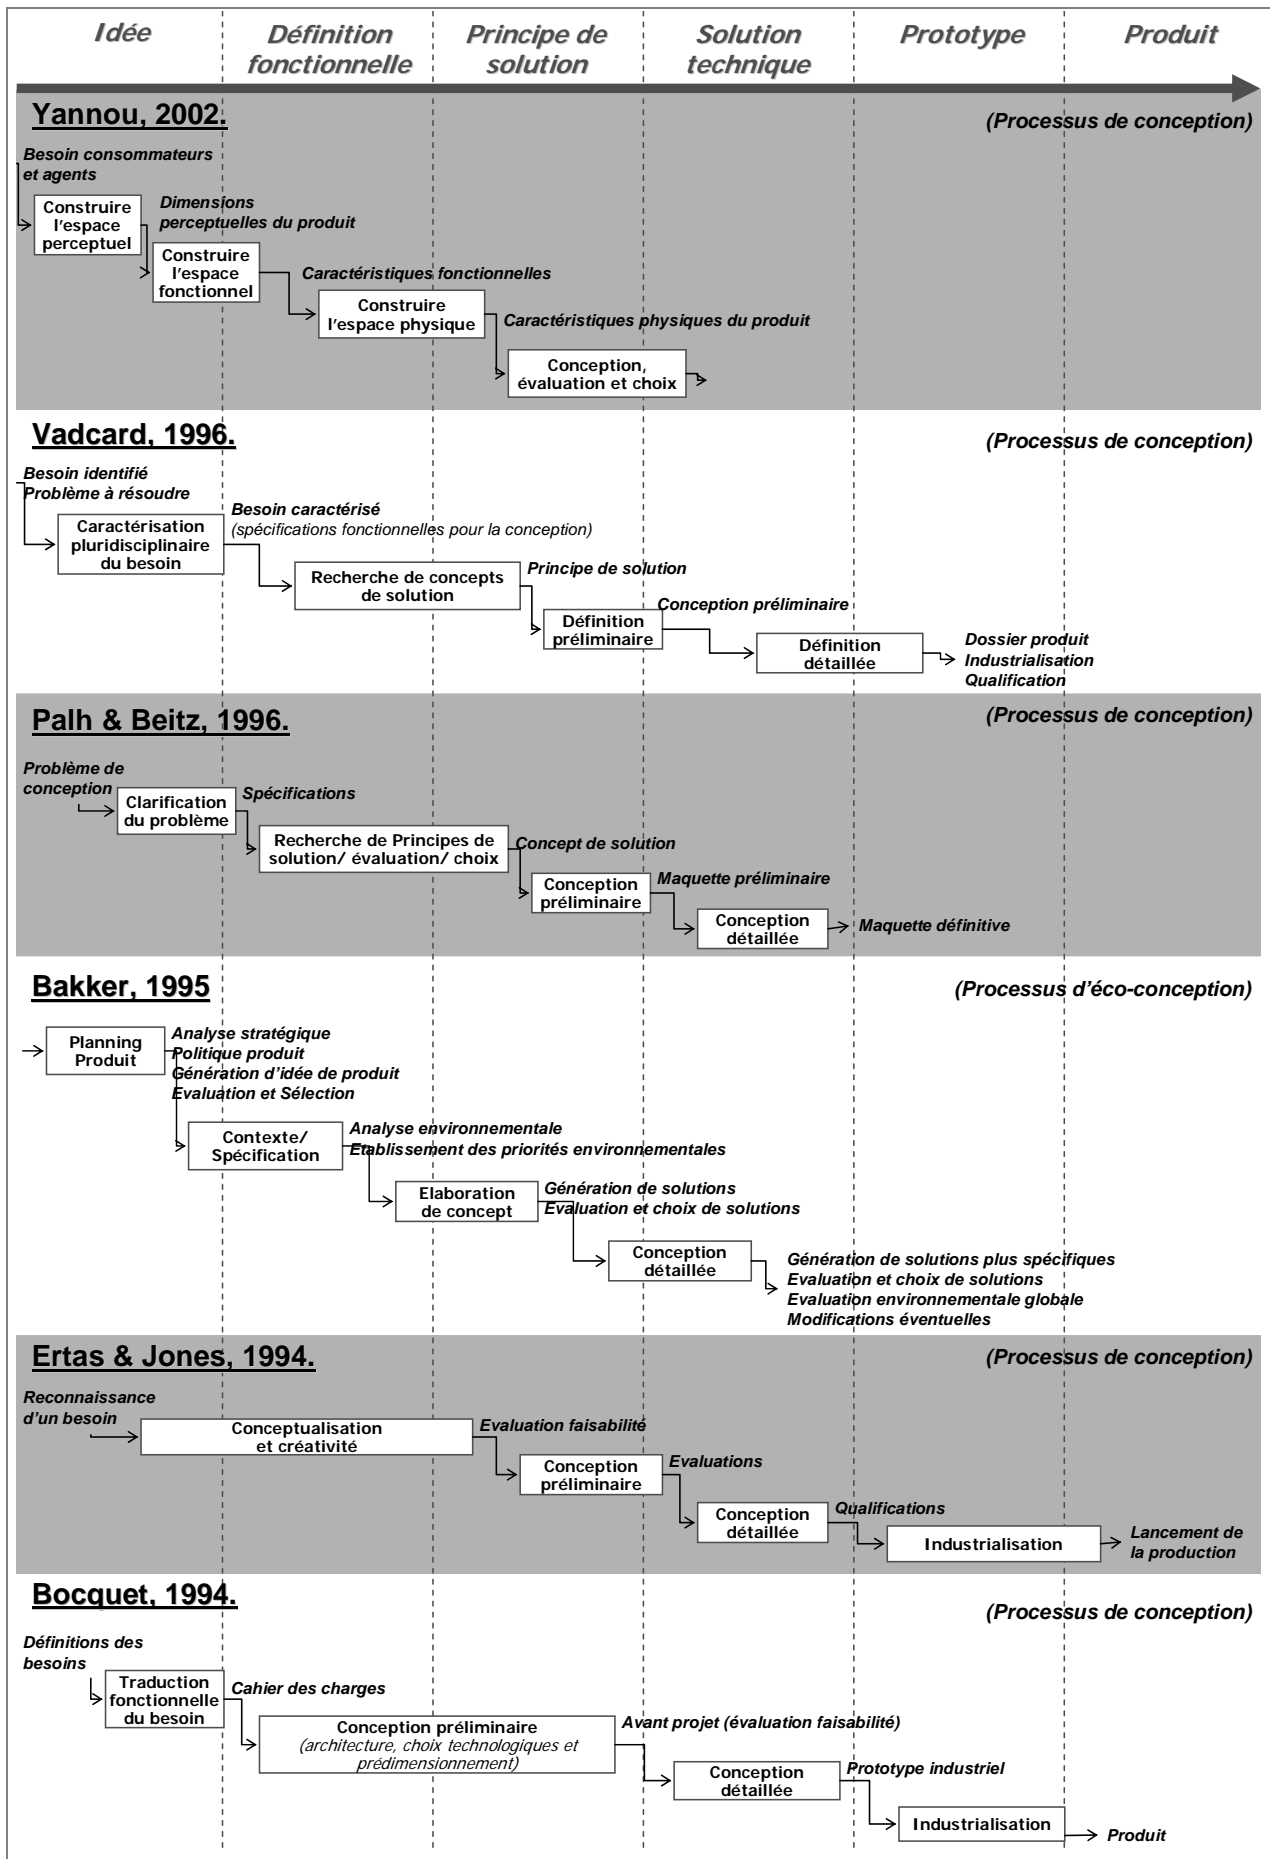 Idée
Définition
fonctionnelle
Principe de
solution
Solution
technique
Prototype
Produit
Yannou, 2002.
(Processus de conception)
Besoin consommateurs
et agents
Construire
l'espace
perceptuel
Dimensions
perceptuelles du produit
Construire
l'espace
fonctionnel
Caractéristiques fonctionnelles
Construire
l'espace physique
Caractéristiques physiques du produit
Conception,
évaluation et choix
Vadcard, 1996.
(Processus de conception)
Besoin identifié
Problème à résoudre
Caractérisation
pluridisciplinaire
du besoin
Besoin caractérisé
(spécifications fonctionnelles pour la conception)
Recherche de concepts
de solution
Principe de solution
Définition
préliminaire
Conception préliminaire
Définition
détaillée
Dossier produit
Industrialisation
Qualification
Palh & Beitz, 1996.
(Processus de conception)
Problème de
conception
Clarification
du problème
Spécifications
Recherche de Principes de
solution/ évaluation/ choix
Concept de solution
Conception
préliminaire
Maquette préliminaire
Conception
détaillée
Maquette définitive
Bakker, 1995
(Processus d'éco-conception)
Planning
Produit
Analyse stratégique
Politique produit
Génération d'idée de produit
Evaluation et Sélection
Contexte/
Spécification
Analyse environnementale
Etablissement des priorités environnementales
Elaboration
de concept
Génération de solutions
Evaluation et choix de solutions
Conception
détaillée
Génération de solutions plus spécifiques
Evaluation et choix de solutions
Evaluation environnementale globale
Modifications éventuelles
Ertas & Jones, 1994.
(Processus de conception)
Reconnaissance
d'un besoin
Conceptualisation
et créativité
Evaluation faisabilité
Conception
préliminaire
Evaluations
Conception
détaillée
Qualifications
Industrialisation
Lancement de
la production
Bocquet, 1994.
(Processus de conception)
Définitions des
besoins
Traduction
fonctionnelle
du besoin
Cahier des charges
Conception préliminaire
(architecture, choix technologiques et
prédimensionnement)
Avant projet (évaluation faisabilité)
Conception
détaillée
Prototype industriel
Industrialisation
Produit